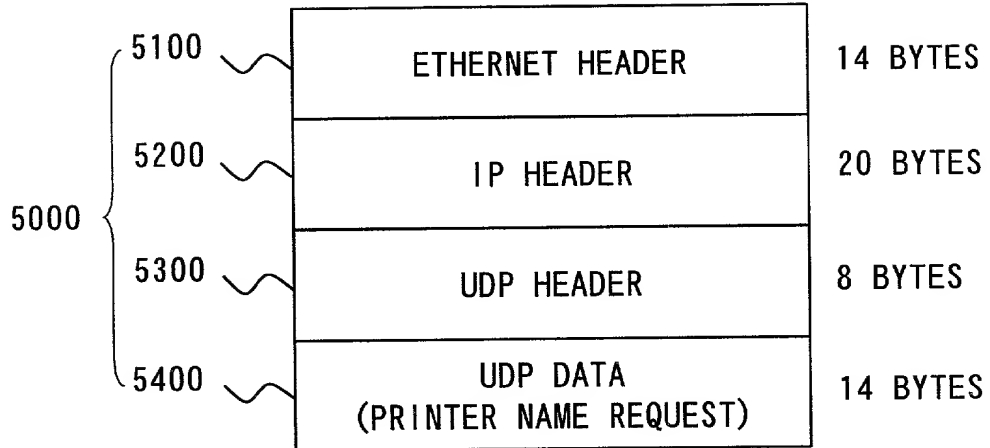 5100 ETHERNET HEADER 14 BYTES
5200 IP HEADER 20 BYTES
5000
5300 UDP HEADER 8 BYTES
5400 UDP DATA 14 BYTES
(PRINTER NAME REQUEST)